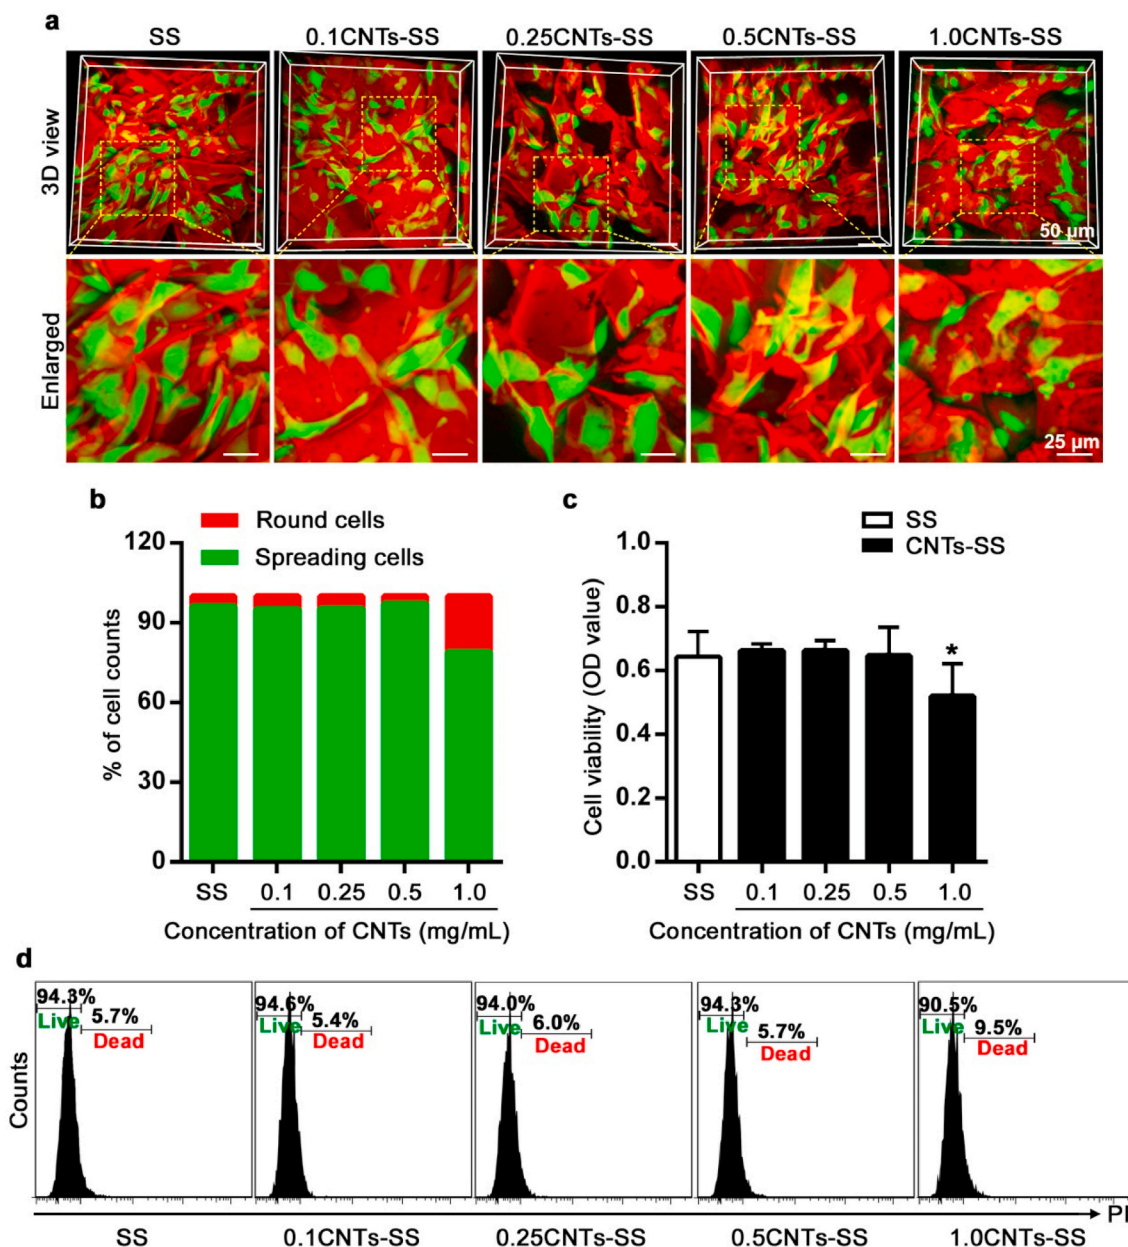 a
SS 0.1CNTs-SS 0.25CNTs-SS 0.5CNTs-SS 1.0CNTs-SS
3D view
50 µm
Enlarged
25 µm
b
Round cells
Spreading cells
120
90
60
30
0
% of cell counts
SS 0.1 0.25 0.5 1.0
Concentration of CNTs (mg/mL)
c
SS
CNTs-SS
1.0
0.8
0.6
0.4
0.2
0.0
Cell viability (OD value)
*
SS 0.1 0.25 0.5 1.0
Concentration of CNTs (mg/mL)
d
Counts
94.3% 5.7%
Live Dead
94.6% 5.4%
Live Dead
94.0% 6.0%
Live Dead
94.3% 5.7%
Live Dead
90.5% 9.5%
Live Dead
SS 0.1CNTs-SS 0.25CNTs-SS 0.5CNTs-SS 1.0CNTs-SS